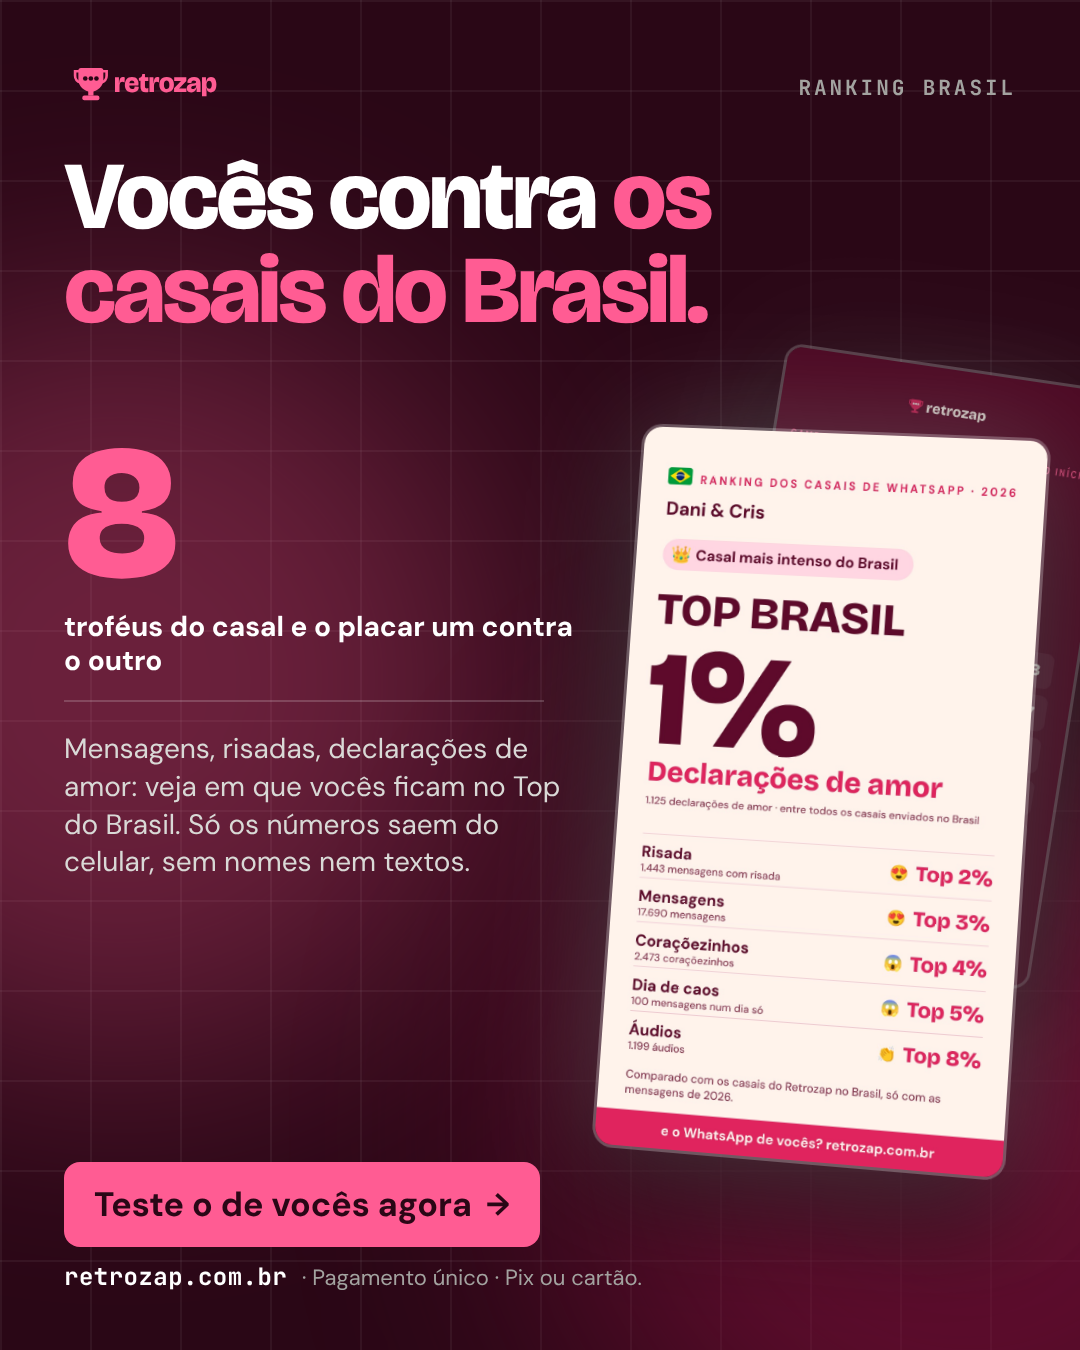 retrozap
RANKING BRASIL
Vocês contra os
casais do Brasil.
8
troféus do casal e o placar um contra
o outro
Mensagens, risadas, declarações de
amor: veja em que vocês ficam no Top
do Brasil. Só os números saem do
celular, sem nomes nem textos.
retrozap
RANKING DOS CASAIS DE WHATSAPP · 2026
Dani & Cris
👑 Casal mais intenso do Brasil
TOP BRASIL
1%
Declarações de amor
1.125 declarações de amor · entre todos os casais enviados no Brasil
Risada
1.443 mensagens com risada
😍 Top 2%
Mensagens
17.690 mensagens
😍 Top 3%
Coraçõezinhos
2.473 coraçõezinhos
😱 Top 4%
Dia de caos
100 mensagens num dia só
😱 Top 5%
Áudios
1.199 áudios
👏 Top 8%
Comparado com os casais do Retrozap no Brasil, só com as
mensagens de 2026.
e o WhatsApp de vocês? retrozap.com.br
Teste o de vocês agora →
retrozap.com.br · Pagamento único · Pix ou cartão.